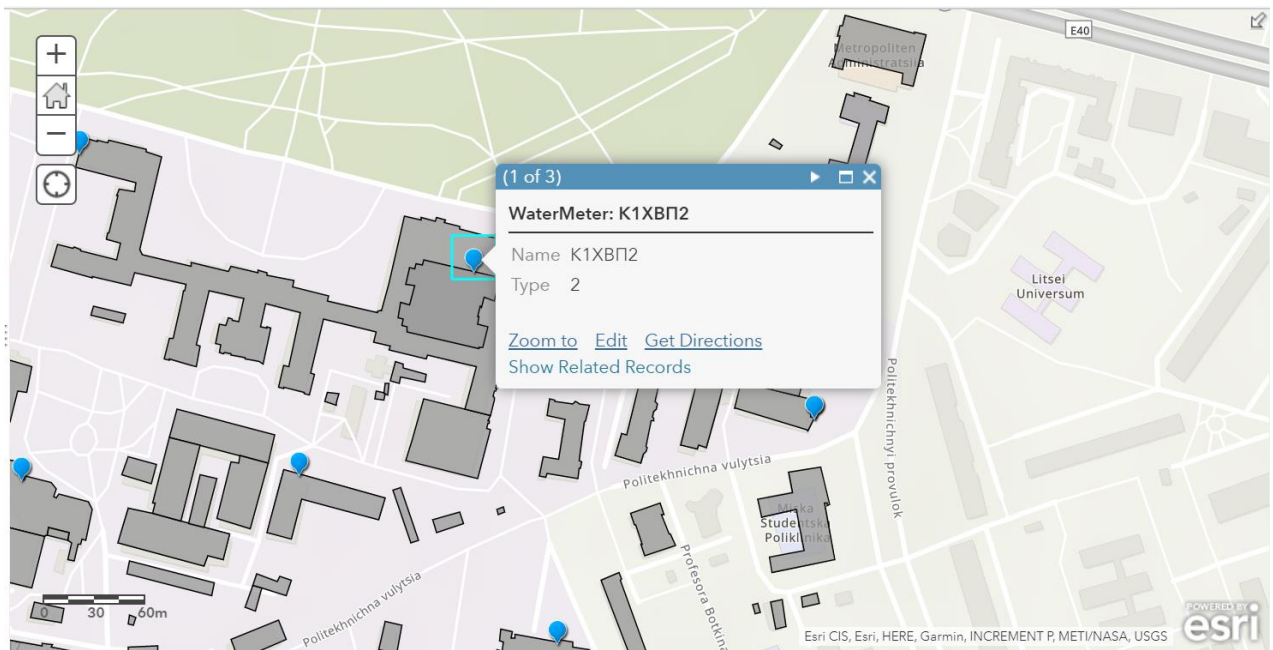 E40
Metropoliten
Administratsiia
+
−
(1 of 3)
WaterMeter: К1ХВП2
Name К1ХВП2
Type 2
Zoom to Edit Get Directions
Show Related Records
Litsei
Universum
Politekhnichnyi provulok
Politekhnichna vulytsia
Miska
Studentska
Poliklinika
Profesora Botkina
Politekhnichna vulytsia
0 30 60m
Esri CIS, Esri, HERE, Garmin, INCREMENT P, METI/NASA, USGS
POWERED BY
esri